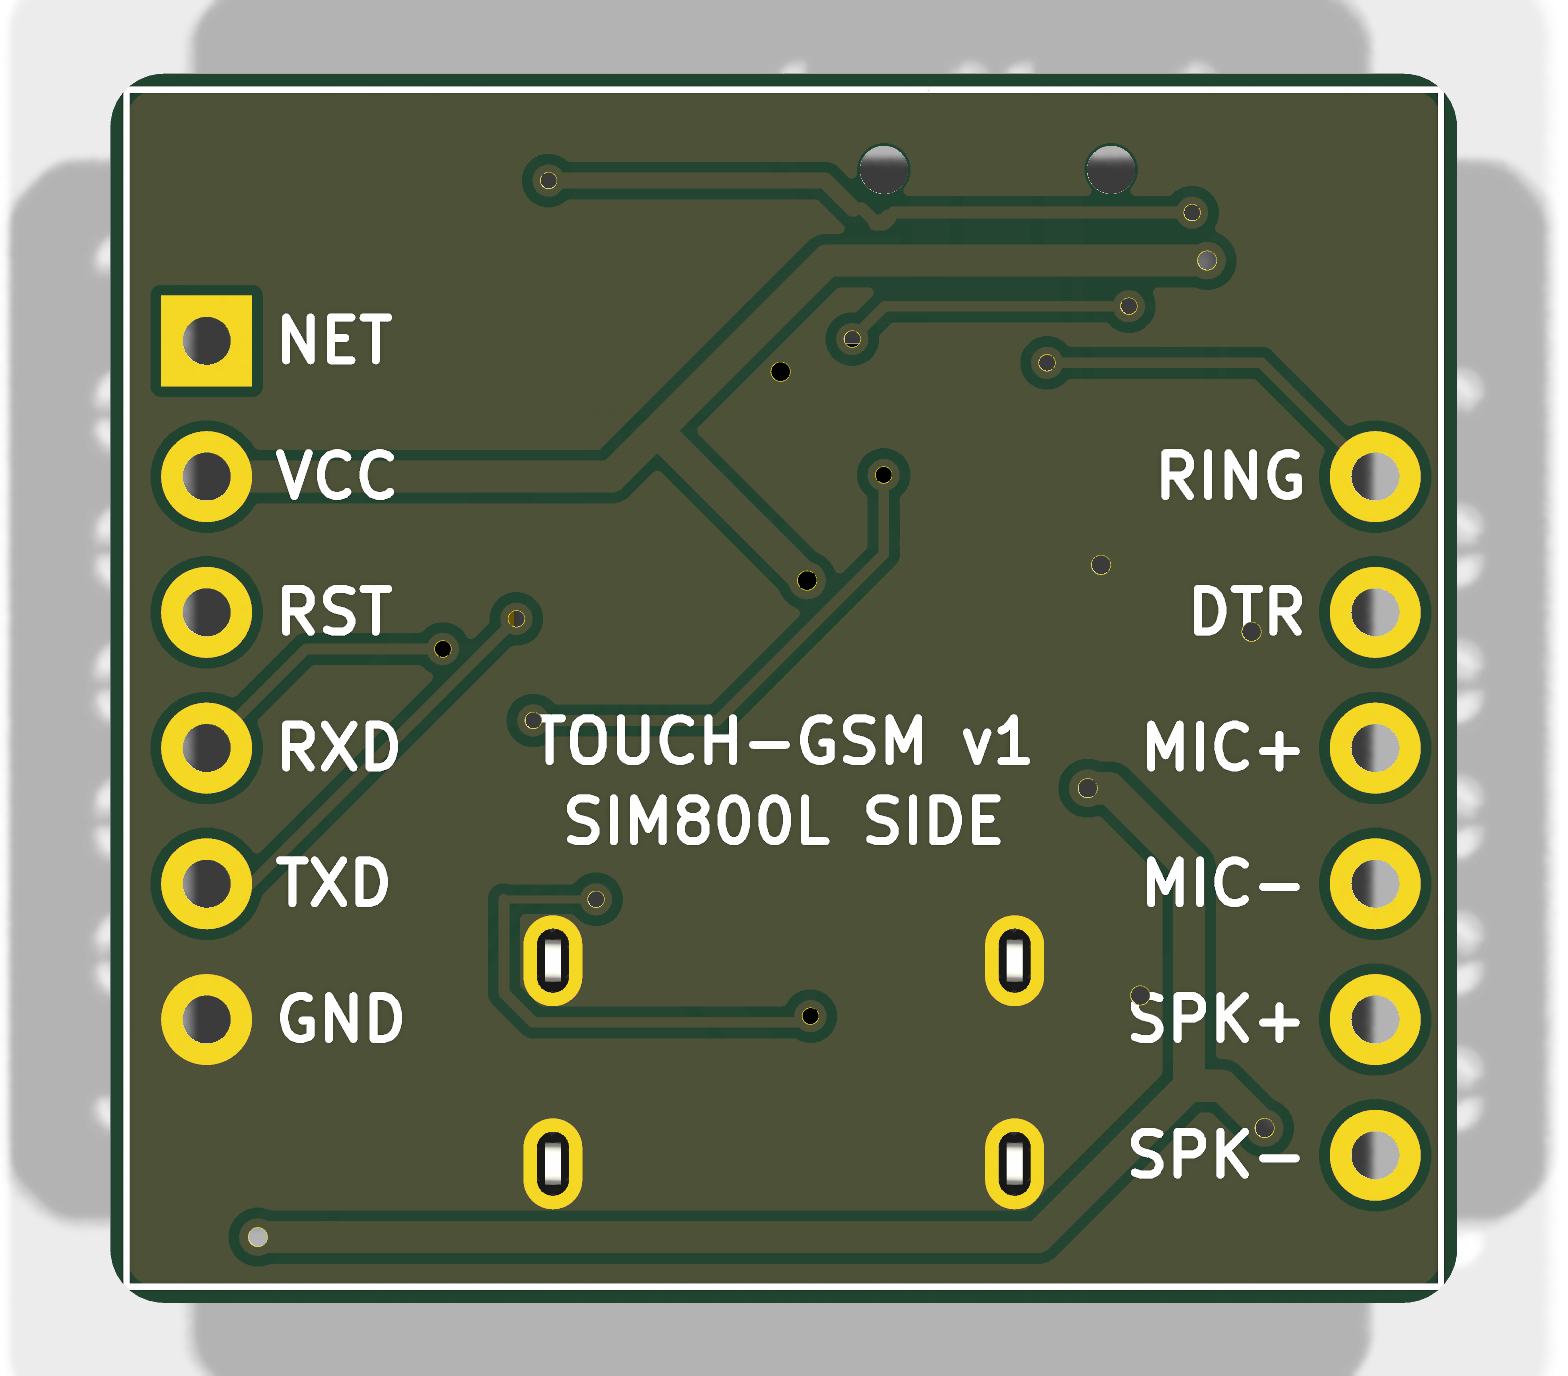 NET
VCC
RST
RXD
TXD
GND
TOUCH-GSM v1
SIM800L SIDE
RING
DTR
MIC+
MIC-
SPK+
SPK-